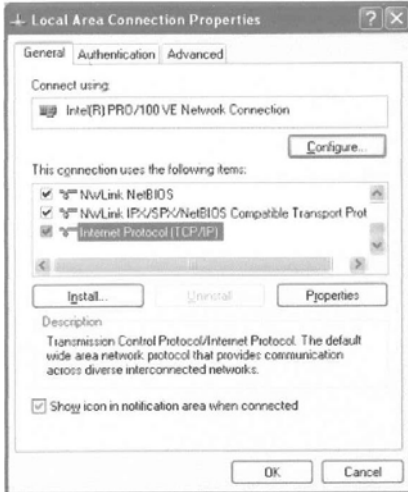 Local Area Connection Properties
General Authentication Advanced
Connect using:
Intel(R) PRO/100 VE Network Connection
Configure...
This connection uses the following items:
NWLink NetBIOS
NWLink IPX/SPX/NetBIOS Compatible Transport Prot
Internet Protocol (TCP/IP)
Install... Uninstall Properties
Description
Transmission Control Protocol/Internet Protocol. The default
wide area network protocol that provides communication
across diverse interconnected networks.
Show icon in notification area when connected
OK Cancel